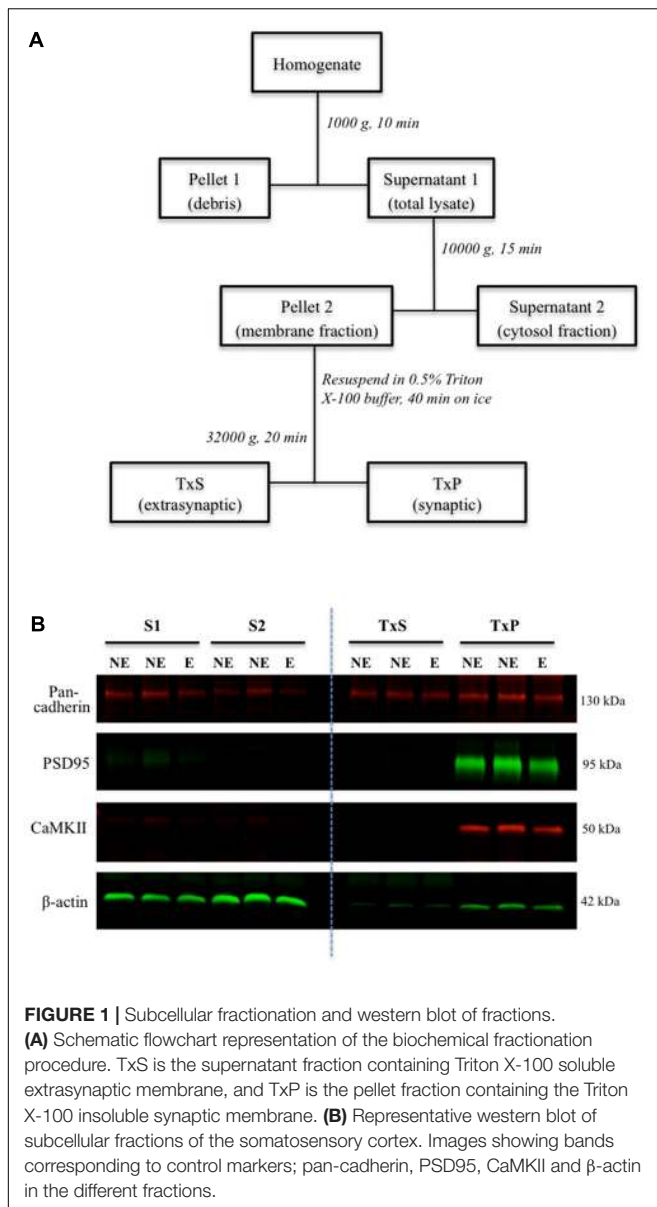 A
Homogenate
1000 g, 10 min
Pellet 1
(debris)
Supernatant 1
(total lysate)
10000 g, 15 min
Pellet 2
(membrane fraction)
Supernatant 2
(cytosol fraction)
Resuspend in 0.5% Triton
X-100 buffer, 40 min on ice
32000 g, 20 min
TxS
(extrasynaptic)
TxP
(synaptic)
B
S1 S2 TxS TxP
NE NE E NE NE E NE NE E NE NE E
Pan-
cadherin
130 kDa
PSD95
95 kDa
CaMKII
50 kDa
β-actin
42 kDa
FIGURE 1 | Subcellular fractionation and western blot of fractions.
(A) Schematic flowchart representation of the biochemical fractionation
procedure. TxS is the supernatant fraction containing Triton X-100 soluble
extrasynaptic membrane, and TxP is the pellet fraction containing the Triton
X-100 insoluble synaptic membrane. (B) Representative western blot of
subcellular fractions of the somatosensory cortex. Images showing bands
corresponding to control markers; pan-cadherin, PSD95, CaMKII and β-actin
in the different fractions.